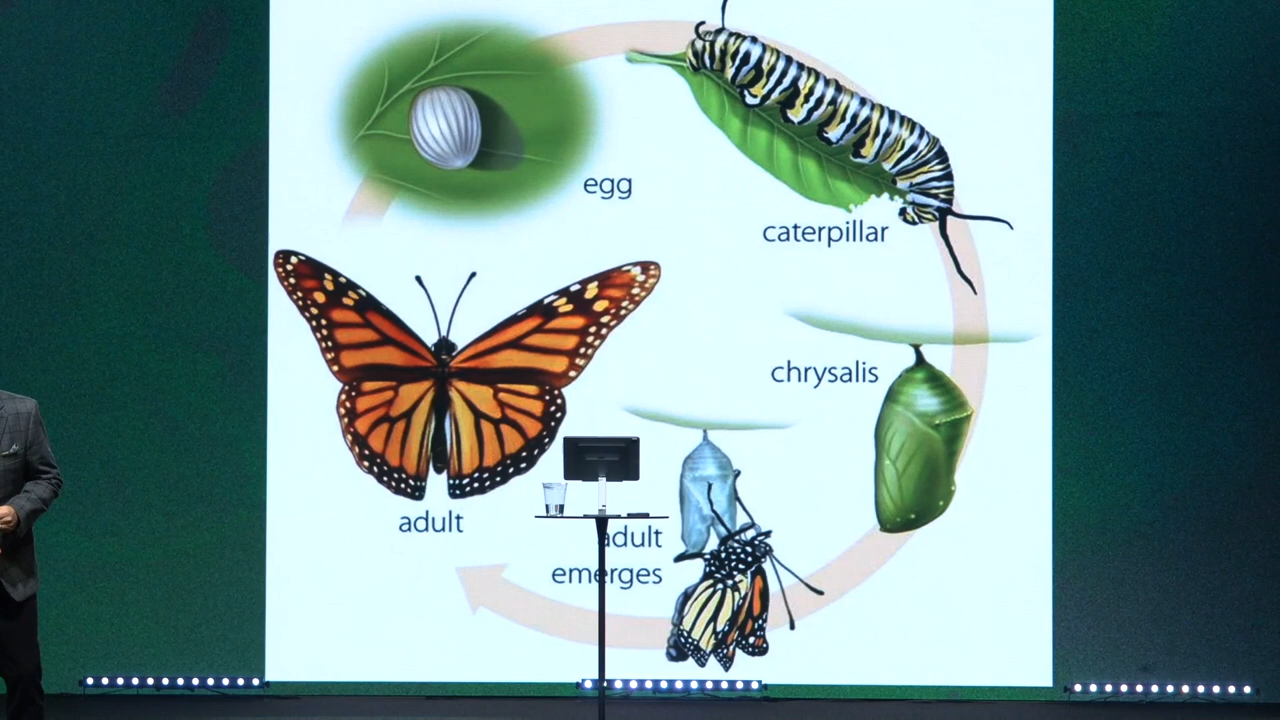 egg
caterpillar
chrysalis
adult
emerges
adult